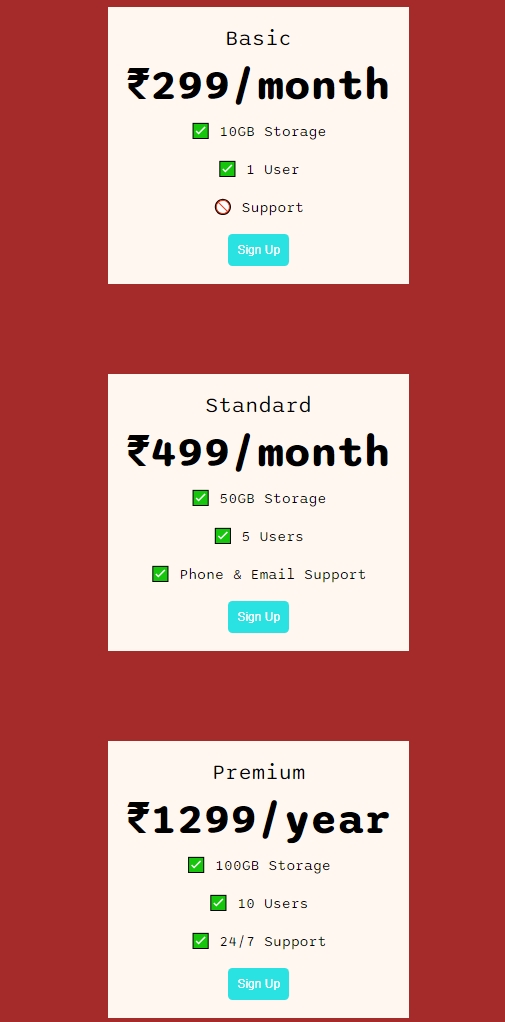 Basic
₹299/month
✅ 10GB Storage
✅ 1 User
🚫 Support
Sign Up
Standard
₹499/month
✅ 50GB Storage
✅ 5 Users
✅ Phone & Email Support
Sign Up
Premium
₹1299/year
✅ 100GB Storage
✅ 10 Users
✅ 24/7 Support
Sign Up